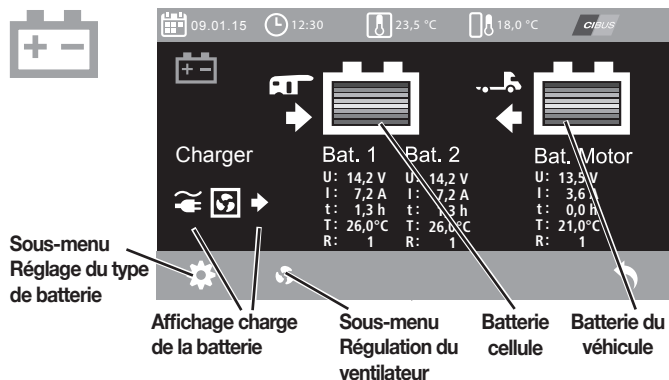 09.01.15 12:30 23,5 °C 18,0 °C CIBUS
Charger
Bat. 1 Bat. 2 Bat. Motor
U: 14,2 V U: 14,2 V U: 13,5 V
I: 7,2 A I: 7,2 A I: 3,6 A
t: 1,3 h t: 1,3 h t: 0,0 h
T: 26,0°C T: 26,0°C T: 21,0°C
R: 1 R: 1 R: 1
Sous-menu
Réglage du type
de batterie
Affichage charge
de la batterie
Sous-menu
Régulation du
ventilateur
Batterie
cellule
Batterie du
véhicule